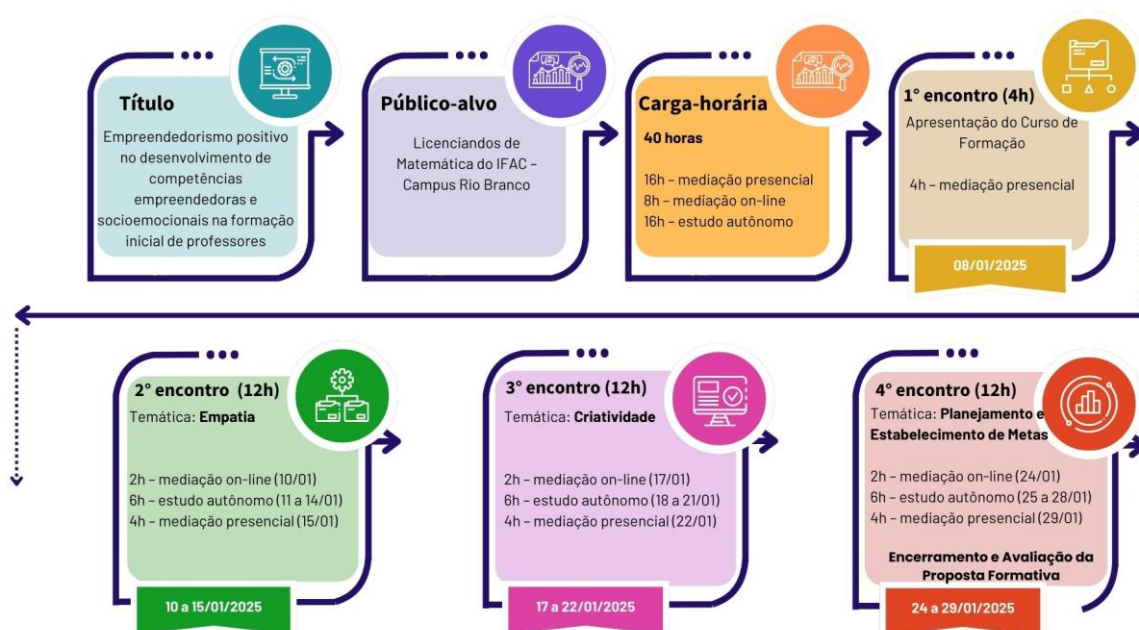 Título
Empreendedorismo positivo
no desenvolvimento de
competências
empreendedoras e
socioemocionais na formação
inicial de professores
Público-alvo
Licenciandos de
Matemática do IFAC –
Campus Rio Branco
Carga-horária
40 horas
16h – mediação presencial
8h – mediação on-line
16h – estudo autônomo
1° encontro (4h)
Apresentação do Curso de
Formação
4h – mediação presencial
08/01/2025
2° encontro (12h)
Temática: Empatia
2h – mediação on-line (10/01)
6h – estudo autônomo (11 a 14/01)
4h – mediação presencial (15/01)
10 a 15/01/2025
3° encontro (12h)
Temática: Criatividade
2h – mediação on-line (17/01)
6h – estudo autônomo (18 a 21/01)
4h – mediação presencial (22/01)
17 a 22/01/2025
4° encontro (12h)
Temática: Planejamento e
Estabelecimento de Metas
2h – mediação on-line (24/01)
6h – estudo autônomo (25 a 28/01)
4h – mediação presencial (29/01)
Encerramento e Avaliação da
Proposta Formativa
24 a 29/01/2025